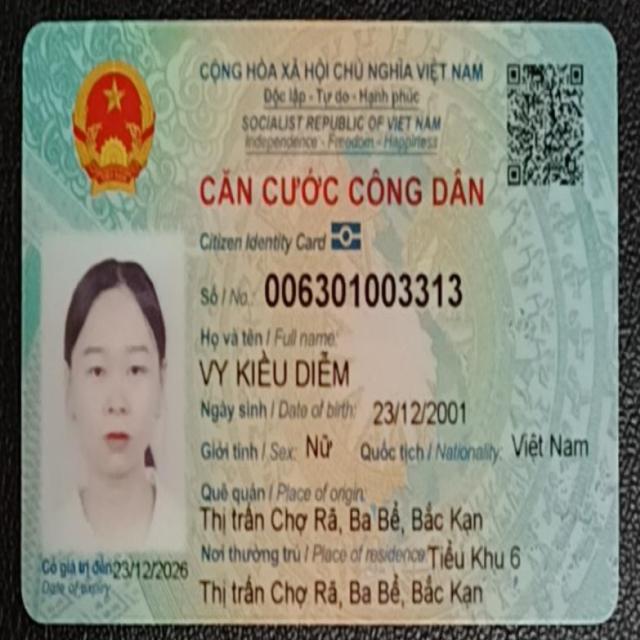 CỘNG HÒA XÃ HỘI CHỦ NGHĨA VIỆT NAM
Độc lập - Tự do - Hạnh phúc
SOCIALIST REPUBLIC OF VIET NAM
Independence - Freedom - Happiness
CĂN CƯỚC CÔNG DÂN
Citizen Identity Card
Số / No.: 006301003313
Họ và tên / Full name:
VY KIỀU DIỄM
Ngày sinh / Date of birth: 23/12/2001
Giới tính / Sex: Nữ Quốc tịch / Nationality: Việt Nam
Quê quán / Place of origin:
Thị trấn Chợ Rã, Ba Bể, Bắc Kạn
Nơi thường trú / Place of residence: Tiểu Khu 6
Thị trấn Chợ Rã, Ba Bể, Bắc Kạn
Có giá trị đến: 23/12/2026
Date of expiry